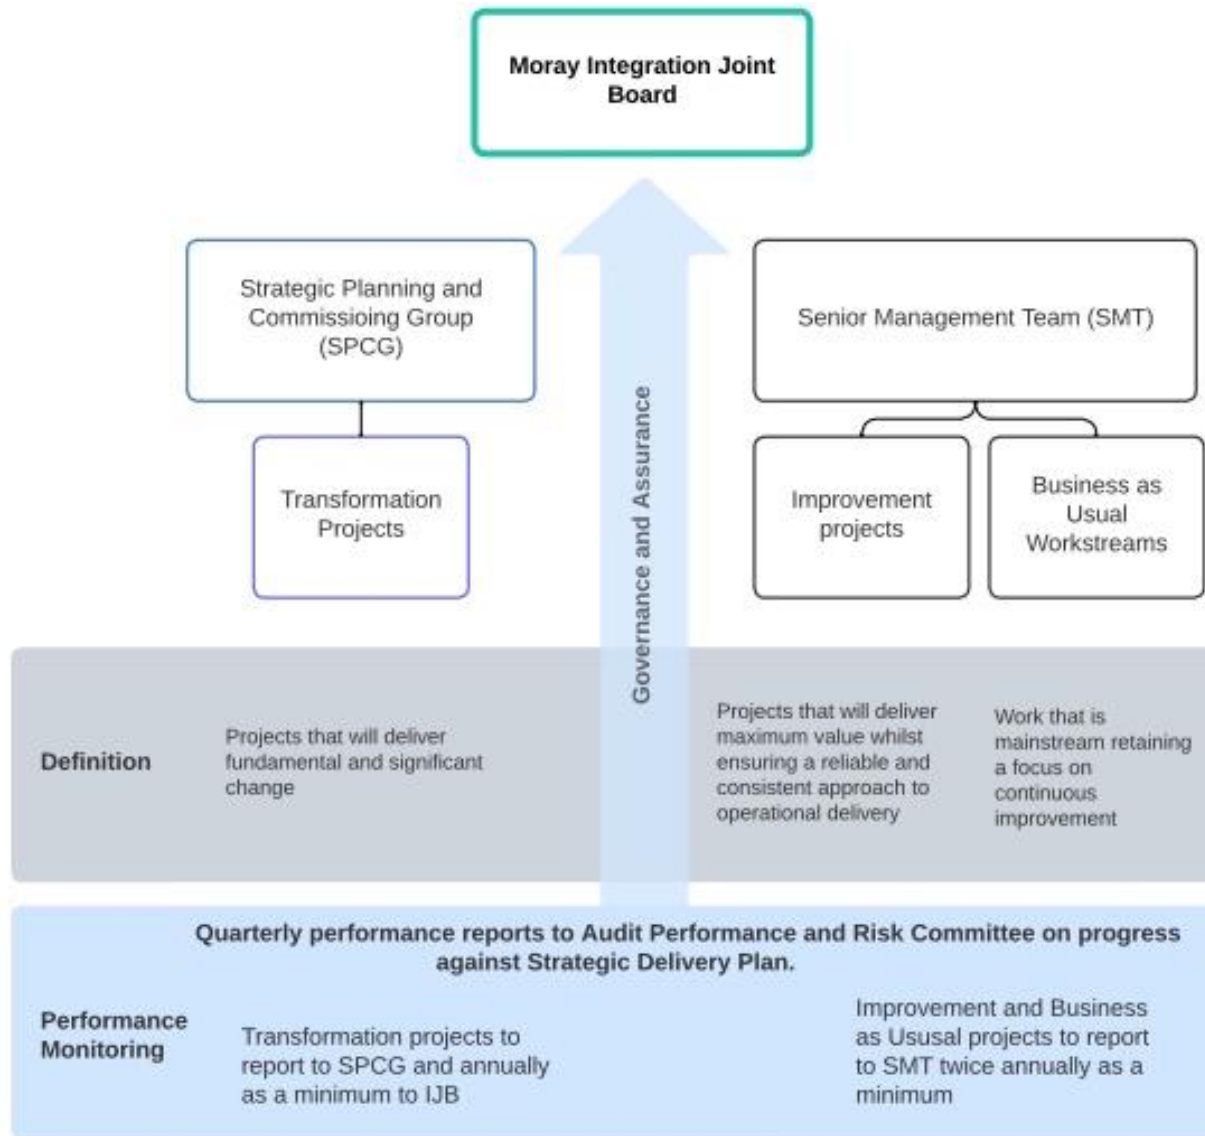 Moray Integration Joint
Board
Strategic Planning and
Commissioing Group
(SPCG)
Senior Management Team (SMT)
Transformation
Projects
Improvement
projects
Business as
Usual
Workstreams
Governance and Assurance
Definition
Projects that will deliver
fundamental and significant
change
Projects that will deliver
maximum value whilst
ensuring a reliable and
consistent approach to
operational delivery
Work that is
mainstream retaining
a focus on
continuous
improvement
Quarterly performance reports to Audit Performance and Risk Committee on progress
against Strategic Delivery Plan.
Performance
Monitoring
Transformation projects to
report to SPCG and annually
as a minimum to IJB
Improvement and Business
as Ususal projects to report
to SMT twice annually as a
minimum